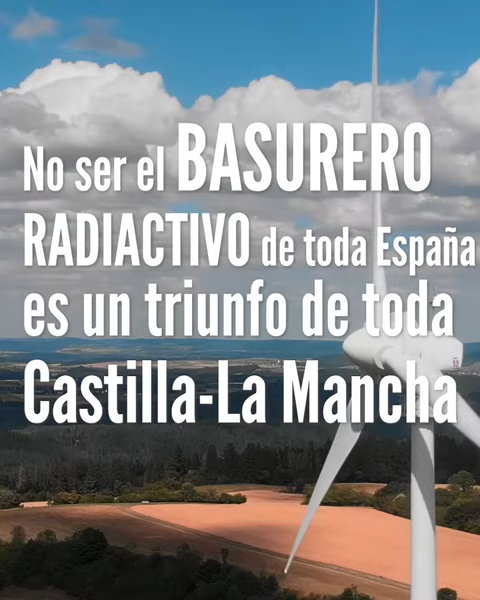 No ser el BASURERO
RADIACTIVO de toda España
es un triunfo de toda
Castilla-La Mancha